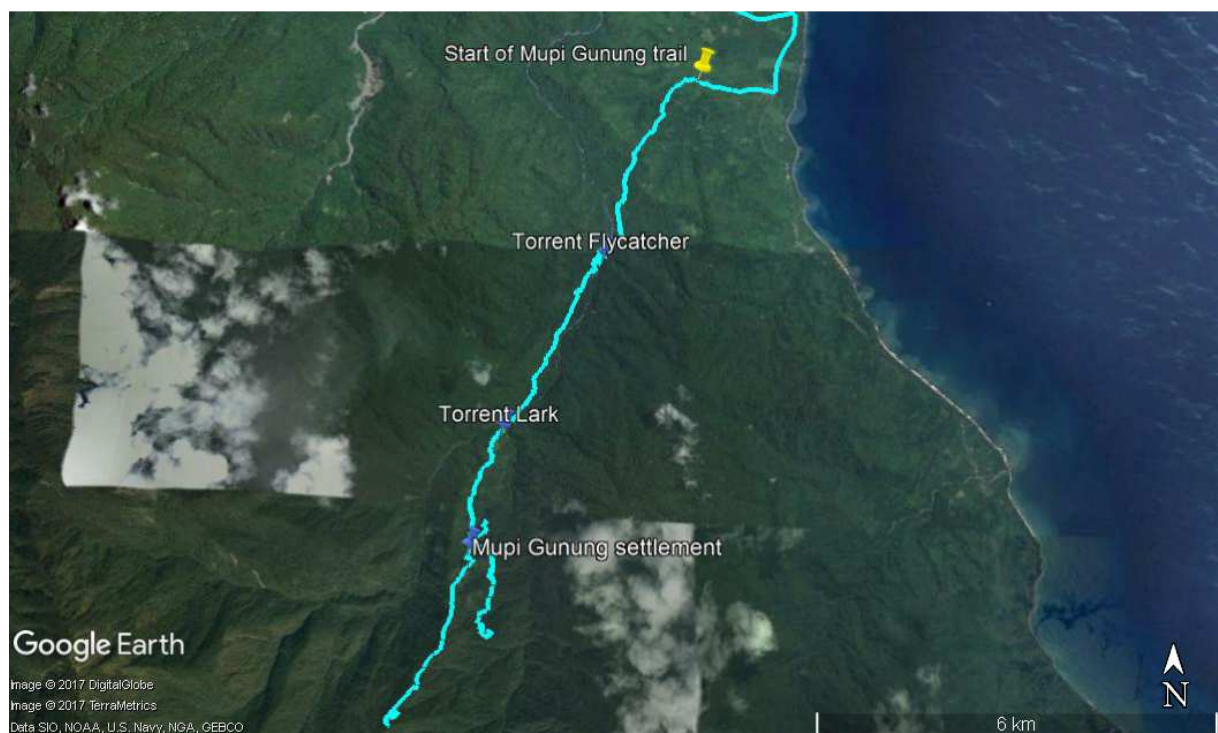 Start of Mupi Gunung trail
Torrent Flycatcher
Torrent Lark
Mupi Gunung settlement
Google Earth
Image © 2017 DigitalGlobe
Image © 2017 TerraMetrics
Data SIO, NOAA, U.S. Navy, NGA, GEBCO
N
6 km